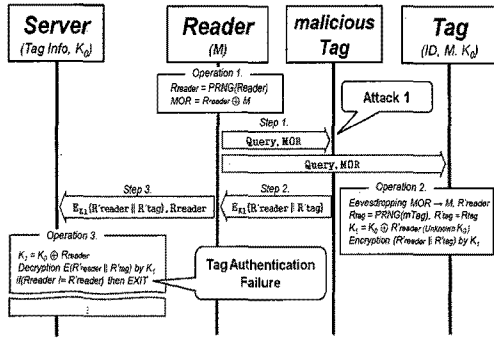 Server
(Tag Info, K0)
Reader
(M)
malicious
Tag
Tag
(ID, M, K0)
Operation 1.
Rreader = PRNG(Reader)
MOR = Rreader ⊕ M
Attack 1
Step 1.
Query, MOR
Query, MOR
Step 3.
EK1{R'reader ∥ R'tag}, Rreader
Step 2.
EK1{R'reader ∥ R'tag}
Operation 2.
Eevesdropping MOR → M, R'reader
Rtag = PRNG(mTag), R'tag = Rtag
K1 = K0 ⊕ R'reader (Unknown K0)
Encryption (R'reader ∥ R'tag) by K1
Operation 3.
K1 = K0 ⊕ Rreader
Decryption E(R'reader ∥ R'tag) by K1
if(Rreader != R'reader) then EXIT
Tag Authentication
Failure
⋮